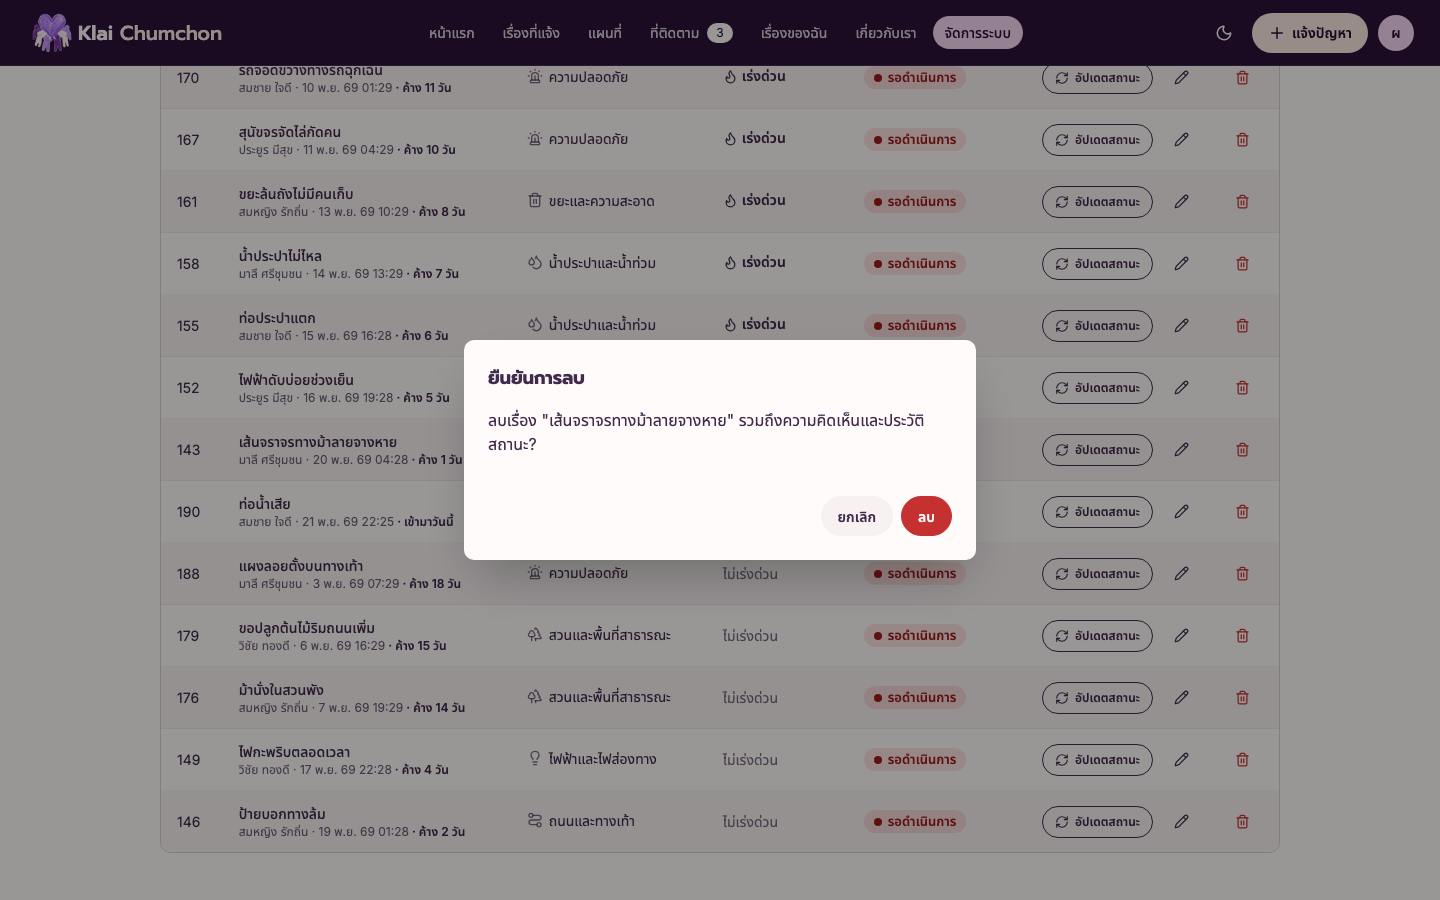 Klai Chumchon
หน้าแรก
เรื่องที่แจ้ง
แผนที่
ที่ติดตาม 3
เรื่องของฉัน
เกี่ยวกับเรา
จัดการระบบ
แจ้งปัญหา
ผ
170 รถจอดขวางทางรถฉุกเฉิน ความปลอดภัย เร่งด่วน รอดำเนินการ อัปเดตสถานะ
สมชาย ใจดี · 10 พ.ย. 69 01:29 · ค้าง 11 วัน
167 สุนัขจรจัดไล่กัดคน ความปลอดภัย เร่งด่วน รอดำเนินการ อัปเดตสถานะ
ประยูร มีสุข · 11 พ.ย. 69 04:29 · ค้าง 10 วัน
161 ขยะล้นถังไม่มีคนเก็บ ขยะและความสะอาด เร่งด่วน รอดำเนินการ อัปเดตสถานะ
สมหญิง รักถิ่น · 13 พ.ย. 69 10:29 · ค้าง 8 วัน
158 น้ำประปาไม่ไหล น้ำประปาและน้ำท่วม เร่งด่วน รอดำเนินการ อัปเดตสถานะ
มาลี ศรีชุมชน · 14 พ.ย. 69 13:29 · ค้าง 7 วัน
155 ท่อประปาแตก น้ำประปาและน้ำท่วม เร่งด่วน รอดำเนินการ อัปเดตสถานะ
สมชาย ใจดี · 15 พ.ย. 69 16:28 · ค้าง 6 วัน
152 ไฟฟ้าดับบ่อยช่วงเย็น อัปเดตสถานะ
ประยูร มีสุข · 16 พ.ย. 69 19:28 · ค้าง 5 วัน
143 เส้นจราจรทางม้าลายจางหาย อัปเดตสถานะ
มาลี ศรีชุมชน · 20 พ.ย. 69 04:28 · ค้าง 1 วัน
190 ท่อน้ำเสีย อัปเดตสถานะ
สมชาย ใจดี · 21 พ.ย. 69 22:25 · เข้ามาวันนี้
ยืนยันการลบ
ลบเรื่อง "เส้นจราจรทางม้าลายจางหาย" รวมถึงความคิดเห็นและประวัติ
สถานะ?
ยกเลิก
ลบ
188 แผงลอยตั้งบนทางเท้า ความปลอดภัย ไม่เร่งด่วน รอดำเนินการ อัปเดตสถานะ
มาลี ศรีชุมชน · 3 พ.ย. 69 07:29 · ค้าง 18 วัน
179 ขอปลูกต้นไม้ริมถนนเพิ่ม สวนและพื้นที่สาธารณะ ไม่เร่งด่วน รอดำเนินการ อัปเดตสถานะ
วิชัย ทองดี · 6 พ.ย. 69 16:29 · ค้าง 15 วัน
176 ม้านั่งในสวนพัง สวนและพื้นที่สาธารณะ ไม่เร่งด่วน รอดำเนินการ อัปเดตสถานะ
สมหญิง รักถิ่น · 7 พ.ย. 69 19:29 · ค้าง 14 วัน
149 ไฟกะพริบตลอดเวลา ไฟฟ้าและไฟส่องทาง ไม่เร่งด่วน รอดำเนินการ อัปเดตสถานะ
วิชัย ทองดี · 17 พ.ย. 69 22:28 · ค้าง 4 วัน
146 ป้ายบอกทางล้ม ถนนและทางเท้า ไม่เร่งด่วน รอดำเนินการ อัปเดตสถานะ
สมหญิง รักถิ่น · 19 พ.ย. 69 01:28 · ค้าง 2 วัน